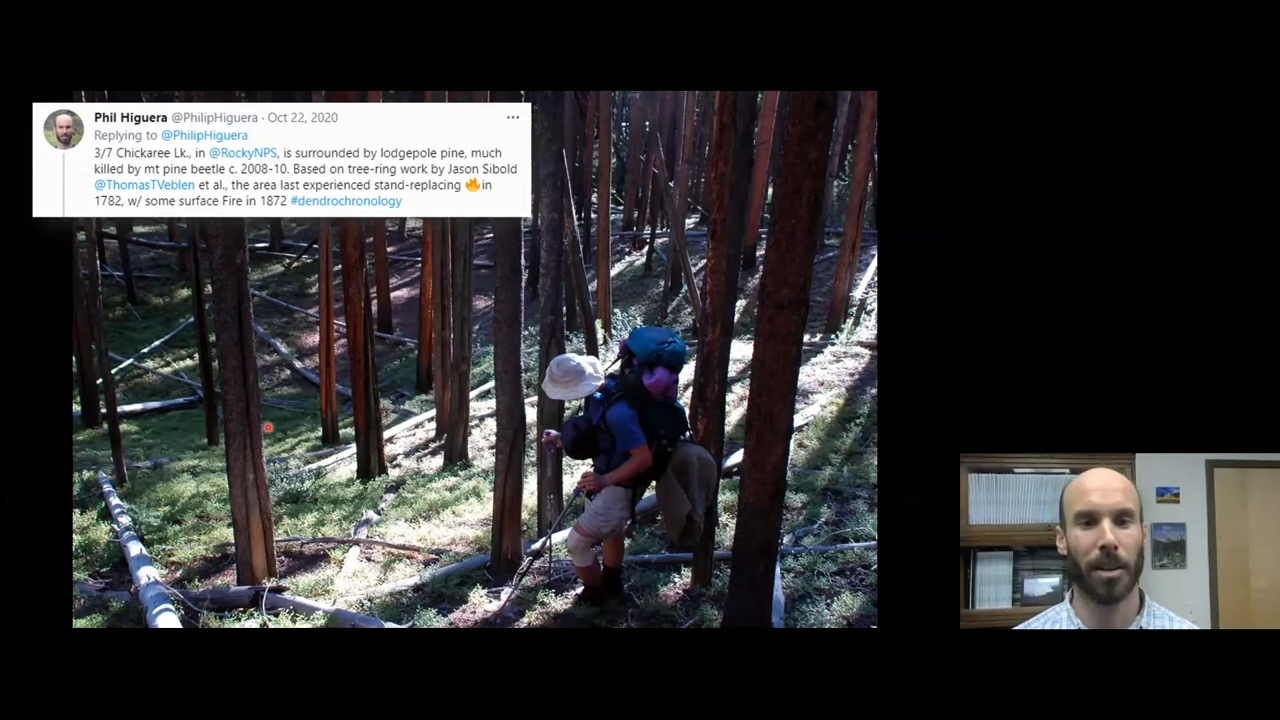 Phil Higuera @PhilipHiguera · Oct 22, 2020
Replying to @PhilipHiguera
3/7 Chickaree Lk., in @RockyNPS, is surrounded by lodgepole pine, much
killed by mt pine beetle c. 2008-10. Based on tree-ring work by Jason Sibold
@ThomasTVeblen et al., the area last experienced stand-replacing 🔥in
1782, w/ some surface Fire in 1872 #dendrochronology